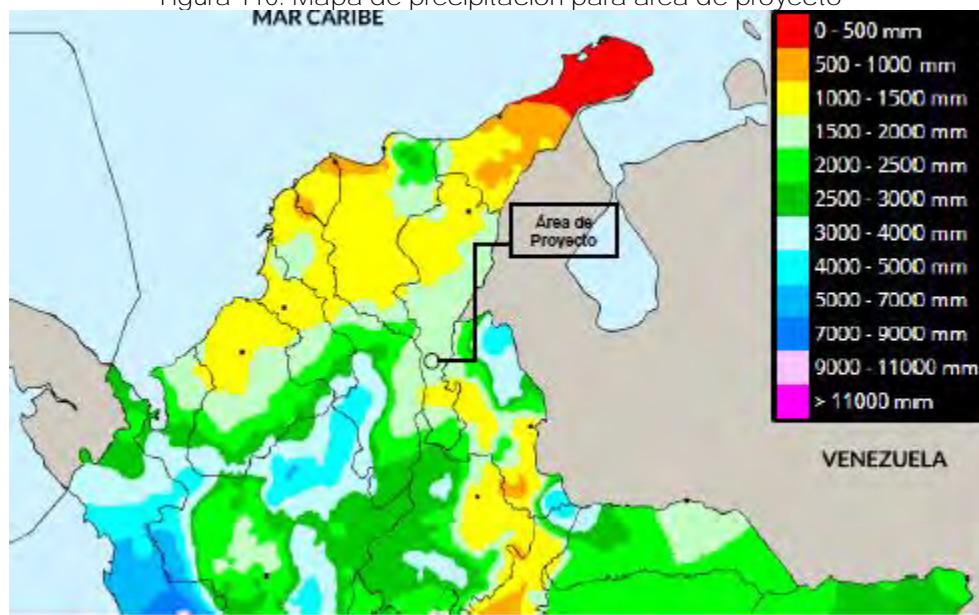 Figura 110. Mapa de precipitación para área de proyecto
MAR CARIBE
0 - 500 mm
500 - 1000 mm
1000 - 1500 mm
1500 - 2000 mm
2000 - 2500 mm
2500 - 3000 mm
3000 - 4000 mm
4000 - 5000 mm
5000 - 7000 mm
7000 - 9000 mm
9000 - 11000 mm
> 11000 mm
Área de
Proyecto
VENEZUELA